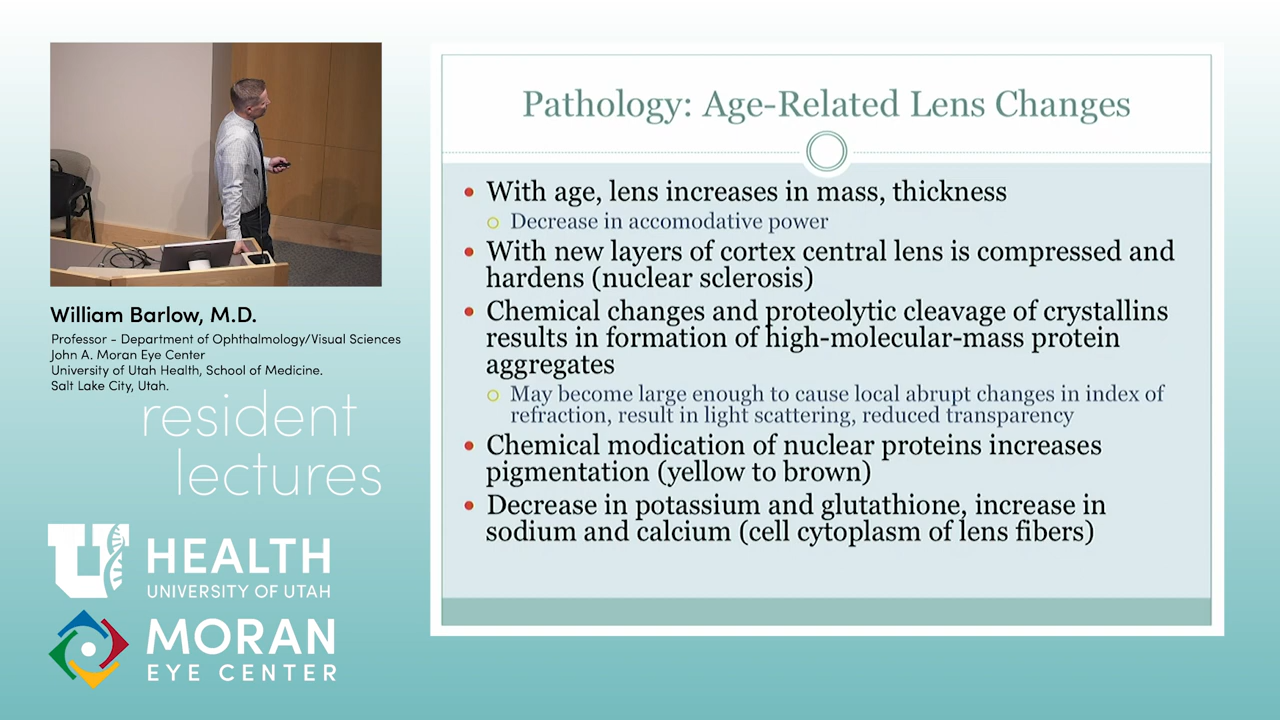 William Barlow, M.D.
Professor - Department of Ophthalmology/Visual Sciences
John A. Moran Eye Center
University of Utah Health, School of Medicine.
Salt Lake City, Utah.
resident
lectures
U
HEALTH
UNIVERSITY OF UTAH
MORAN
EYE CENTER
Pathology: Age-Related Lens Changes
With age, lens increases in mass, thickness
Decrease in accomodative power
With new layers of cortex central lens is compressed and
hardens (nuclear sclerosis)
Chemical changes and proteolytic cleavage of crystallins
results in formation of high-molecular-mass protein
aggregates
May become large enough to cause local abrupt changes in index of
refraction, result in light scattering, reduced transparency
Chemical modication of nuclear proteins increases
pigmentation (yellow to brown)
Decrease in potassium and glutathione, increase in
sodium and calcium (cell cytoplasm of lens fibers)